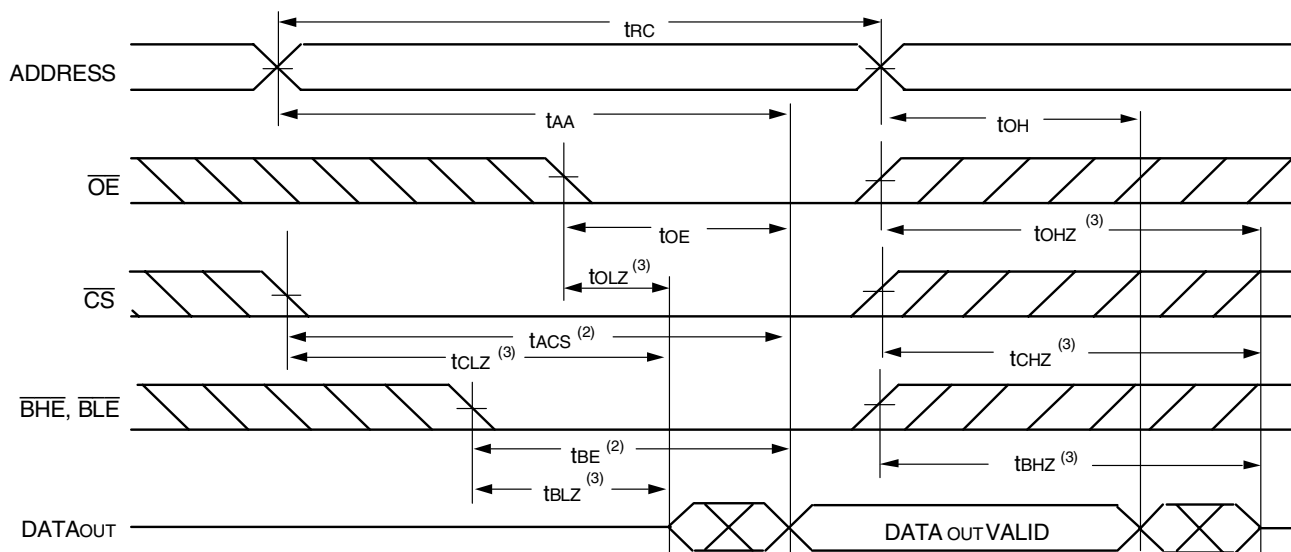 tRC
ADDRESS
tAA
tOH
OE
tOE
tOHZ (3)
tOLZ (3)
CS
tACS (2)
tCLZ (3)
tCHZ (3)
BHE, BLE
tBE (2)
tBHZ (3)
tBLZ (3)
DATAOUT
DATA OUT VALID